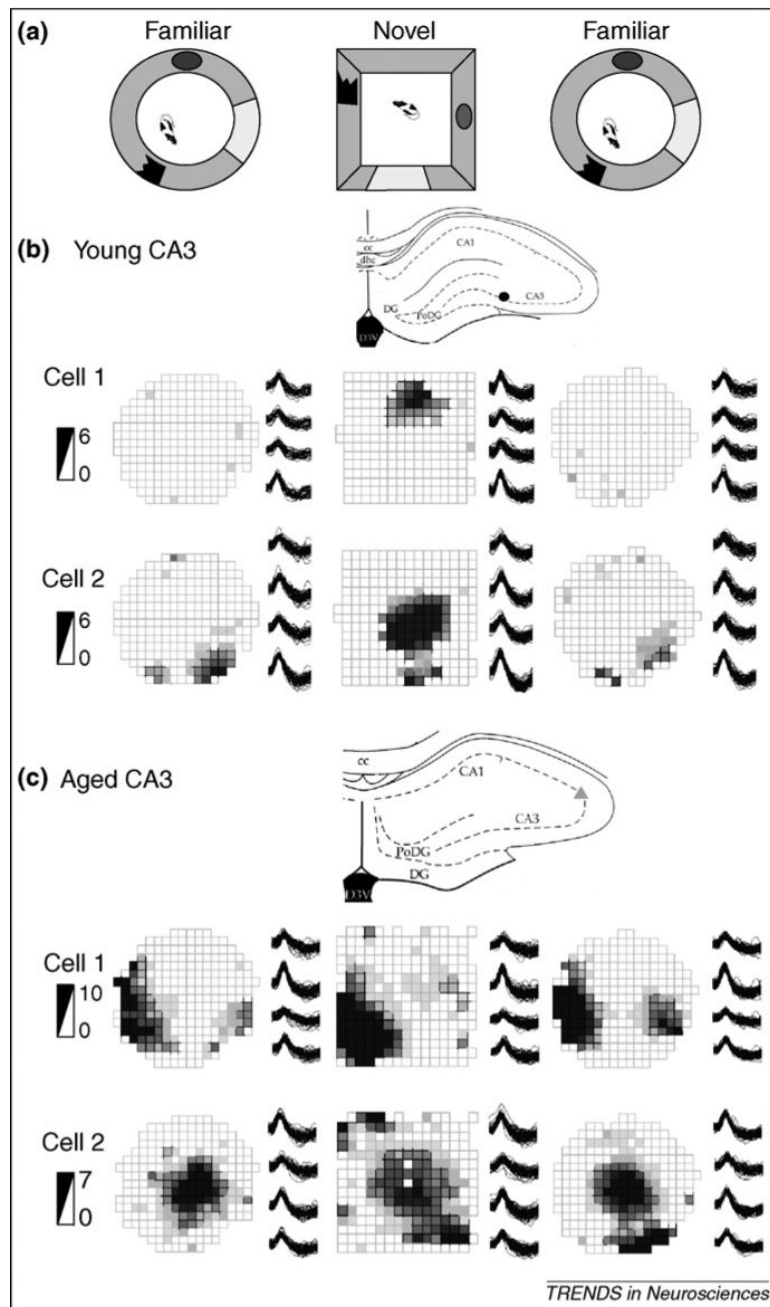 (a) Familiar Novel Familiar
(b) Young CA3
cc
dhc
CA1
CA3
DG
PoDG
D3V
Cell 1
6
0
Cell 2
6
0
(c) Aged CA3
cc
CA1
CA3
PoDG
DG
D3V
Cell 1
10
0
Cell 2
7
0
TRENDS in Neurosciences